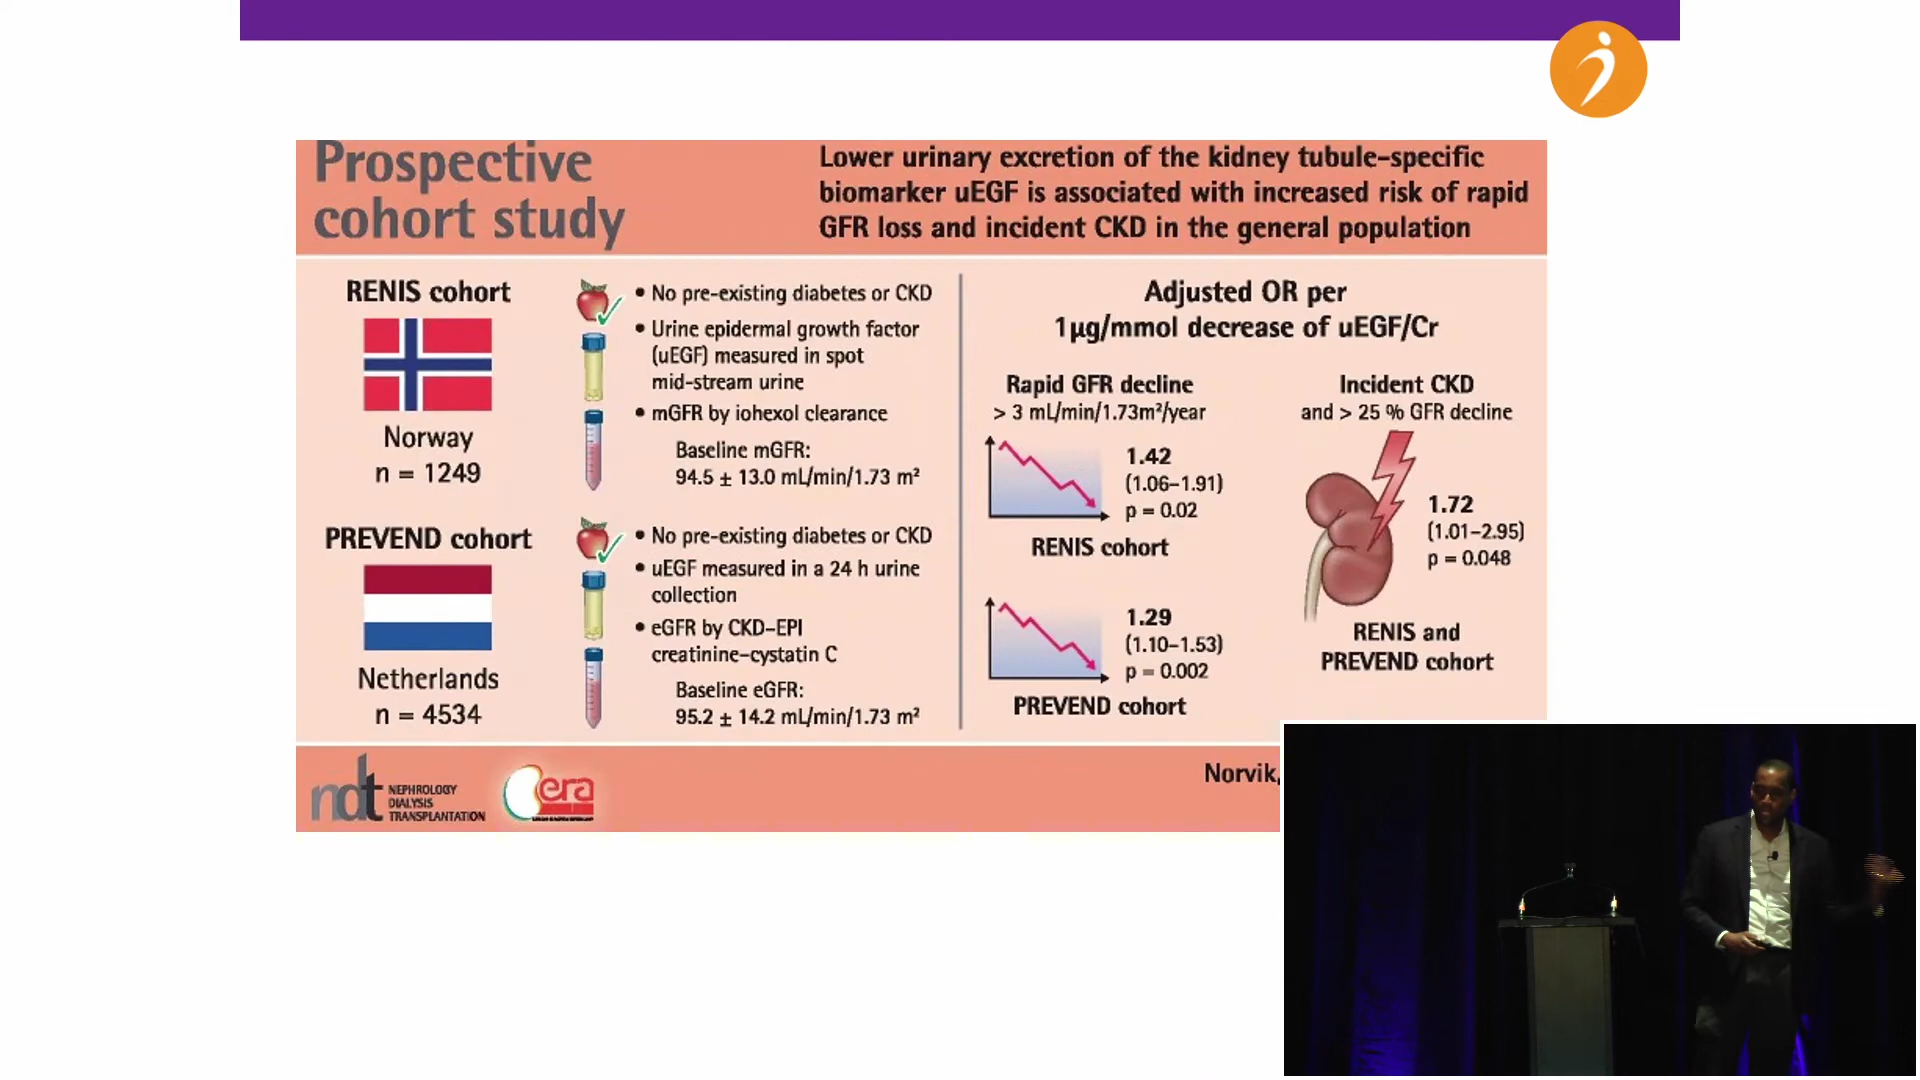 Prospective
cohort study
Lower urinary excretion of the kidney tubule-specific
biomarker uEGF is associated with increased risk of rapid
GFR loss and incident CKD in the general population
RENIS cohort
Norway
n = 1249
• No pre-existing diabetes or CKD
• Urine epidermal growth factor
(uEGF) measured in spot
mid-stream urine
• mGFR by iohexol clearance
Baseline mGFR:
94.5 ± 13.0 mL/min/1.73 m²
PREVEND cohort
Netherlands
n = 4534
• No pre-existing diabetes or CKD
• uEGF measured in a 24 h urine
collection
• eGFR by CKD-EPI
creatinine-cystatin C
Baseline eGFR:
95.2 ± 14.2 mL/min/1.73 m²
Adjusted OR per
1µg/mmol decrease of uEGF/Cr
Rapid GFR decline
> 3 mL/min/1.73m²/year
1.42
(1.06–1.91)
p = 0.02
RENIS cohort
1.29
(1.10–1.53)
p = 0.002
PREVEND cohort
Incident CKD
and > 25 % GFR decline
1.72
(1.01–2.95)
p = 0.048
RENIS and
PREVEND cohort
ndt
NEPHROLOGY
DIALYSIS
TRANSPLANTATION
era
Norvik,